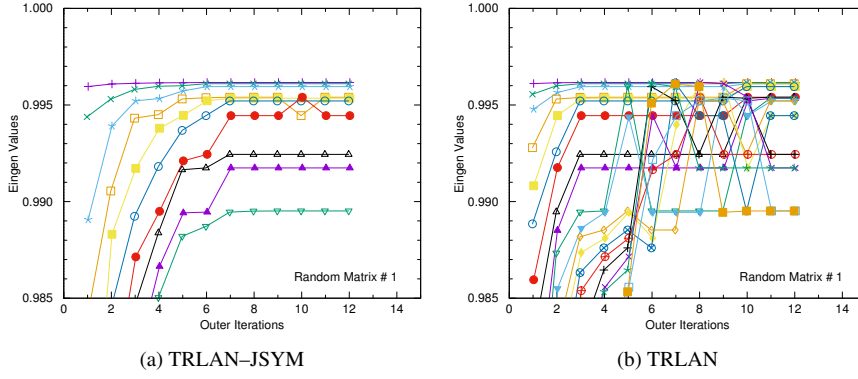 1.000
0.995
0.990
0.985
Eingen Values
0 2 4 6 8 10 12 14
Outer Iterations
Random Matrix # 1
(a) TRLAN–JSYM
1.000
0.995
0.990
0.985
Eingen Values
0 2 4 6 8 10 12 14
Outer Iterations
Random Matrix # 1
(b) TRLAN